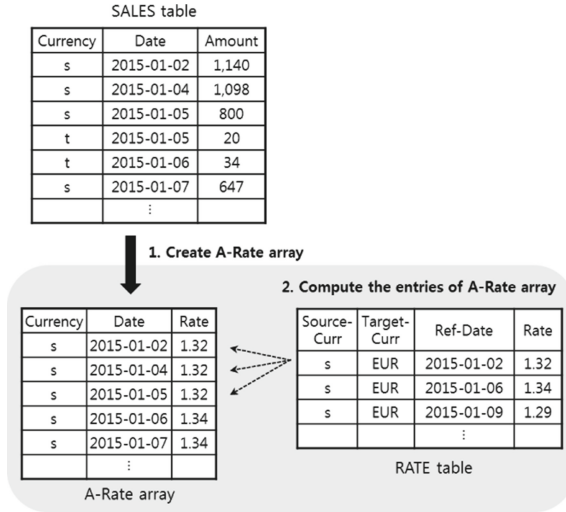 SALES table
Currency Date Amount
s 2015-01-02 1,140
s 2015-01-04 1,098
s 2015-01-05 800
t 2015-01-05 20
t 2015-01-06 34
s 2015-01-07 647
⋮
1. Create A-Rate array
2. Compute the entries of A-Rate array
Currency Date Rate
s 2015-01-02 1.32
s 2015-01-04 1.32
s 2015-01-05 1.32
s 2015-01-06 1.34
s 2015-01-07 1.34
⋮
A-Rate array
Source-Curr Target-Curr Ref-Date Rate
s EUR 2015-01-02 1.32
s EUR 2015-01-06 1.34
s EUR 2015-01-09 1.29
⋮
RATE table